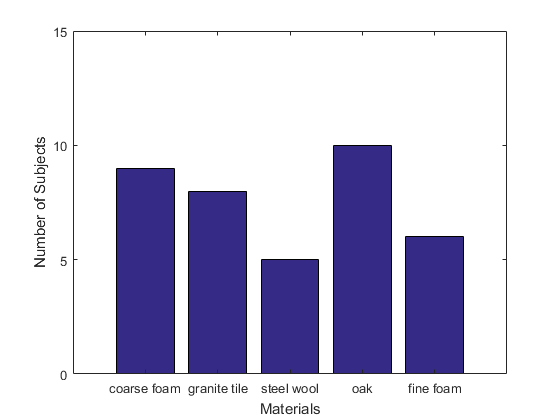 15
10
5
0
Number of Subjects
coarse foam granite tile steel wool oak fine foam
Materials